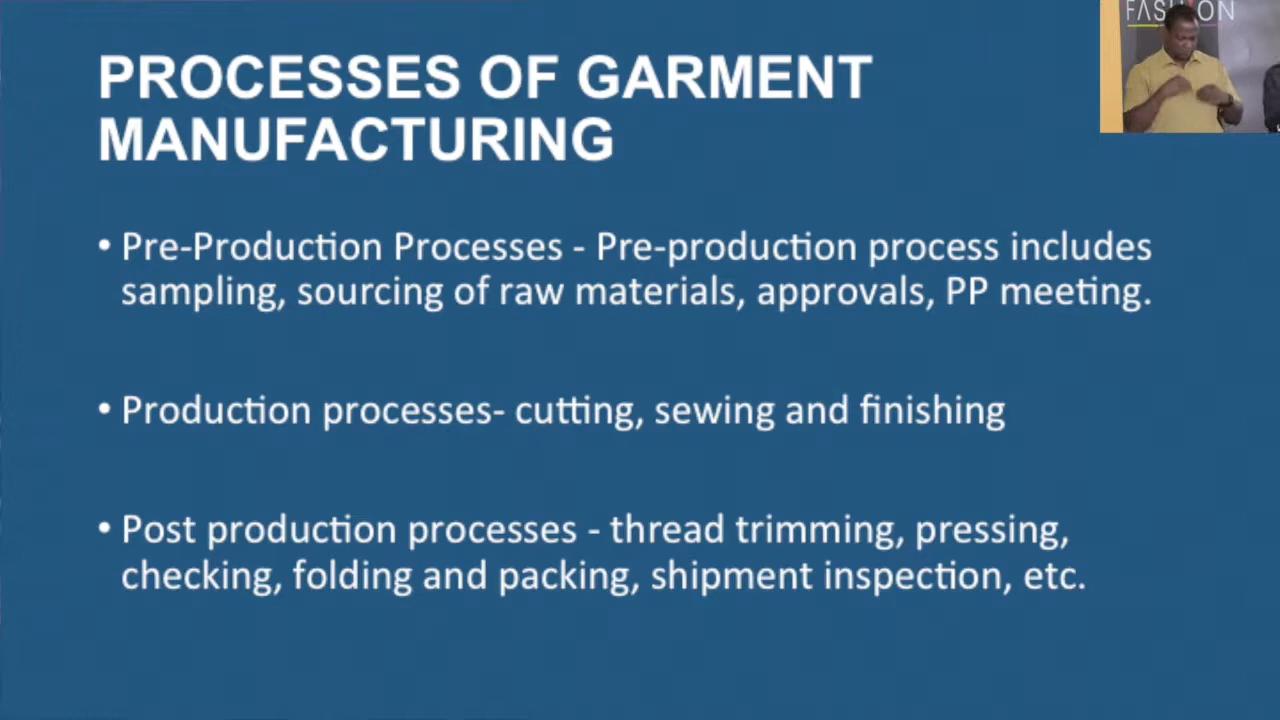 FASHION
PROCESSES OF GARMENT
MANUFACTURING
• Pre-Production Processes - Pre-production process includes
sampling, sourcing of raw materials, approvals, PP meeting.
• Production processes- cutting, sewing and finishing
• Post production processes - thread trimming, pressing,
checking, folding and packing, shipment inspection, etc.